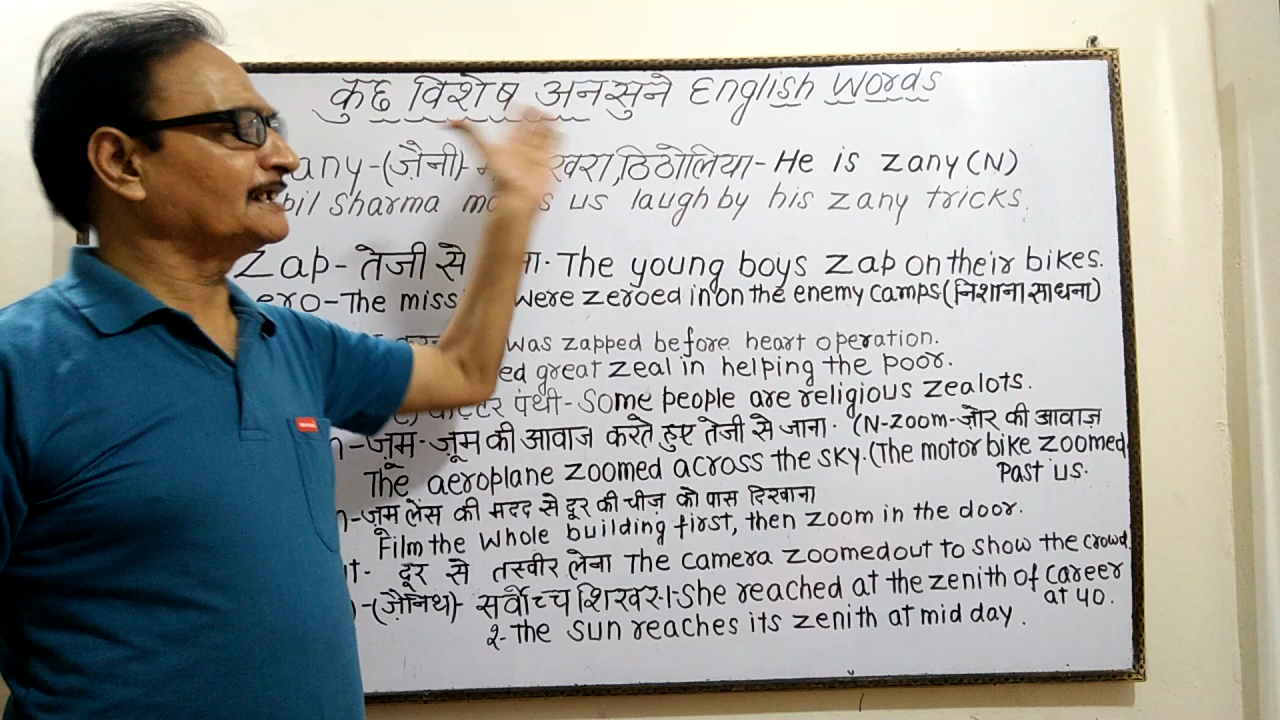 कुछ विशेष अनसुने English Words
any-(ज़ैनी)- खरा,ठिठोलिया- He is zany (N)
bil Sharma ma s us laugh by his zany tricks.
Zap- तेजी से ना. The young boys zap on their bikes.
ero-The miss were zeroed in on the enemy camps (निशाना साधना)
was zapped before heart operation.
ed great zeal in helping the poor.
पंथी- Some people are religious zealots.
-ज़ूम-ज़ूम की आवाज करते हुए तेजी से जाना. (N-Zoom-ज़ोर की आवाज़
The aeroplane zoomed across the sky. (The motor bike zoomed
past us.
-ज़ूम लेंस की मदद से दूर की चीज को पास दिखाना
Film the whole building first, then zoom in the door.
t- दूर से तस्वीर लेना The camera zoomed out to show the crowd.
-(ज़ैनिथ)- सर्वोच्च शिखर 1-She reached at the zenith of career
at 40.
2-The sun reaches its zenith at mid day.